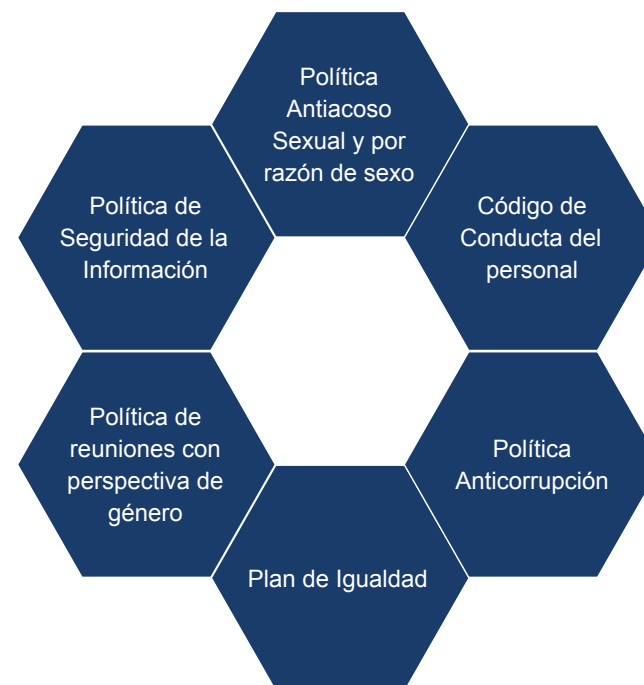 Política
Antiacoso
Sexual y por
razón de sexo
Código de
Conducta del
personal
Política
Anticorrupción
Plan de Igualdad
Política de
reuniones con
perspectiva de
género
Política de
Seguridad de la
Información